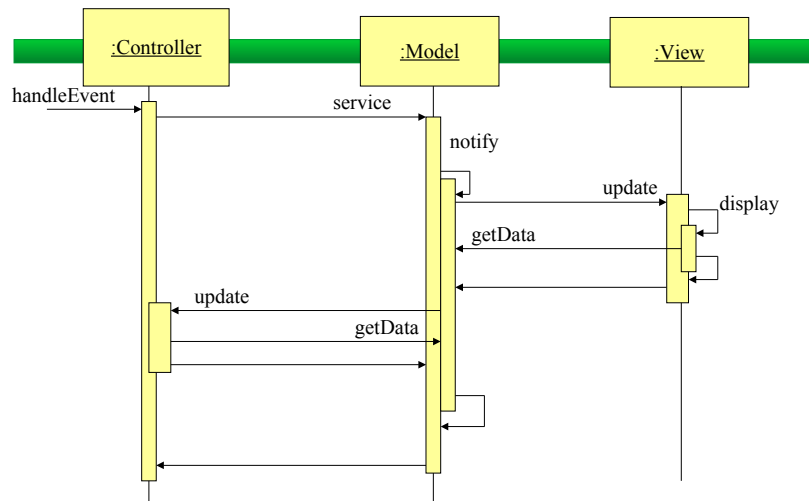 :Controller
:Model
:View
handleEvent
service
notify
update
display
getData
update
getData